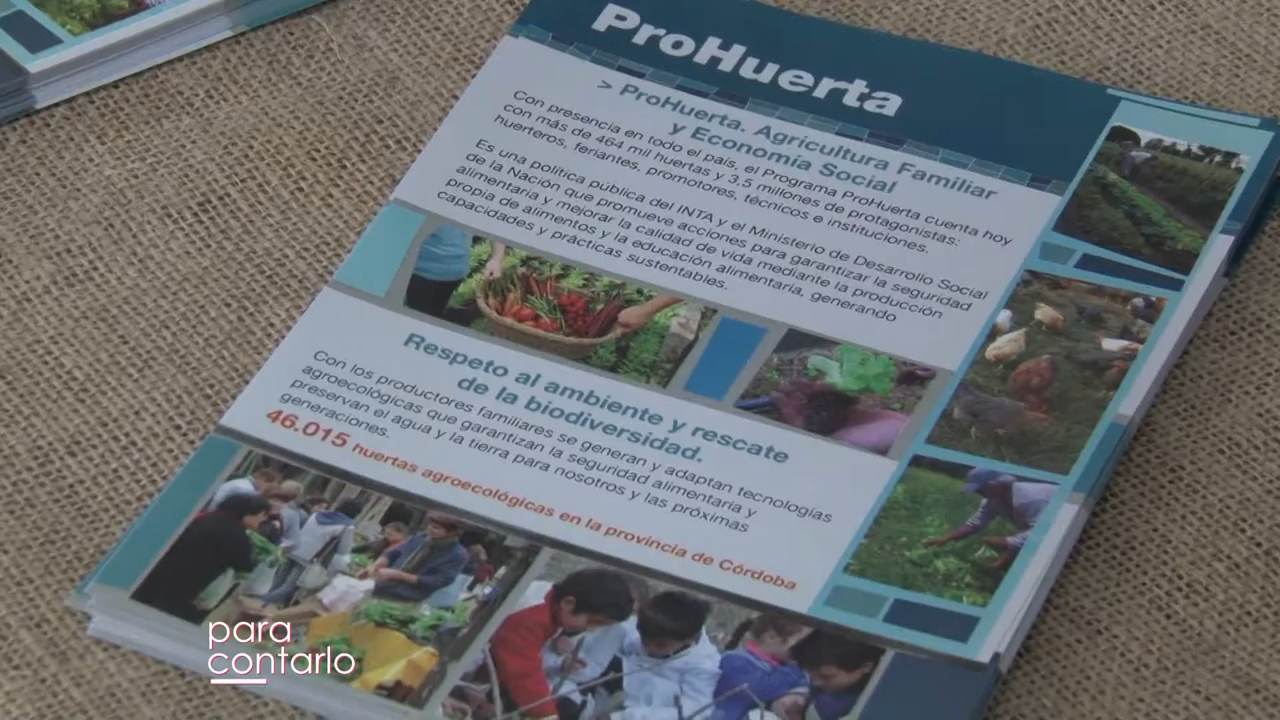 ProHuerta
> ProHuerta. Agricultura Familiar
y Economía Social
Con presencia en todo el país, el Programa ProHuerta cuenta hoy
con más de 464 mil huertas y 3,5 millones de protagonistas:
huerteros, feriantes, promotores, técnicos e instituciones.
Es una política pública del INTA y el Ministerio de Desarrollo Social
de la Nación que promueve acciones para garantizar la seguridad
alimentaria y mejorar la calidad de vida mediante la producción
propia de alimentos y la educación alimentaria, generando
capacidades y prácticas sustentables.
Respeto al ambiente y rescate
de la biodiversidad.
Con los productores familiares se generan y adaptan tecnologías
agroecológicas que garantizan la seguridad alimentaria y
preservan el agua y la tierra para nosotros y las próximas
generaciones.
46.015 huertas agroecológicas en la provincia de Córdoba
para
contarlo